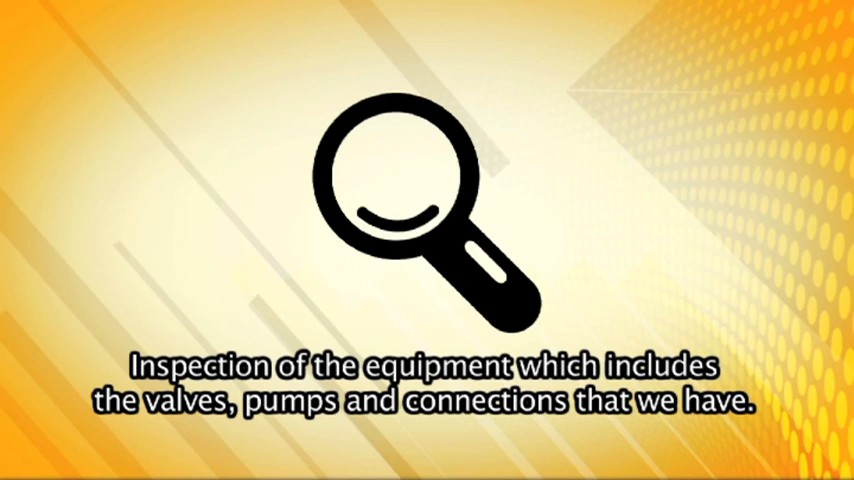 Inspection of the equipment which includes
the valves, pumps and connections that we have.